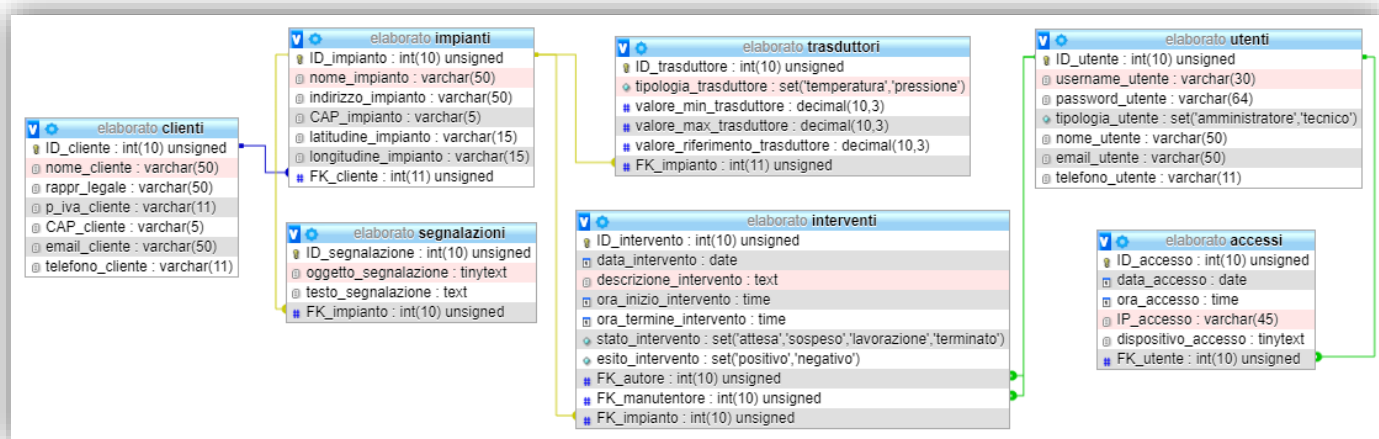 elaborato clienti
ID_cliente : int(10) unsigned
nome_cliente : varchar(50)
rappr_legale : varchar(50)
p_iva_cliente : varchar(11)
CAP_cliente : varchar(5)
email_cliente : varchar(50)
telefono_cliente : varchar(11)
elaborato impianti
ID_impianto : int(10) unsigned
nome_impianto : varchar(50)
indirizzo_impianto : varchar(50)
CAP_impianto : varchar(5)
latitudine_impianto : varchar(15)
longitudine_impianto : varchar(15)
FK_cliente : int(11) unsigned
elaborato segnalazioni
ID_segnalazione : int(10) unsigned
oggetto_segnalazione : tinytext
testo_segnalazione : text
FK_impianto : int(10) unsigned
elaborato trasduttori
ID_trasduttore : int(10) unsigned
tipologia_trasduttore : set('temperatura','pressione')
valore_min_trasduttore : decimal(10,3)
valore_max_trasduttore : decimal(10,3)
valore_riferimento_trasduttore : decimal(10,3)
FK_impianto : int(11) unsigned
elaborato interventi
ID_intervento : int(10) unsigned
data_intervento : date
descrizione_intervento : text
ora_inizio_intervento : time
ora_termine_intervento : time
stato_intervento : set('attesa','sospeso','lavorazione','terminato')
esito_intervento : set('positivo','negativo')
FK_autore : int(10) unsigned
FK_manutentore : int(10) unsigned
FK_impianto : int(10) unsigned
elaborato utenti
ID_utente : int(10) unsigned
username_utente : varchar(30)
password_utente : varchar(64)
tipologia_utente : set('amministratore','tecnico')
nome_utente : varchar(50)
email_utente : varchar(50)
telefono_utente : varchar(11)
elaborato accessi
ID_accesso : int(10) unsigned
data_accesso : date
ora_accesso : time
IP_accesso : varchar(45)
dispositivo_accesso : tinytext
FK_utente : int(10) unsigned